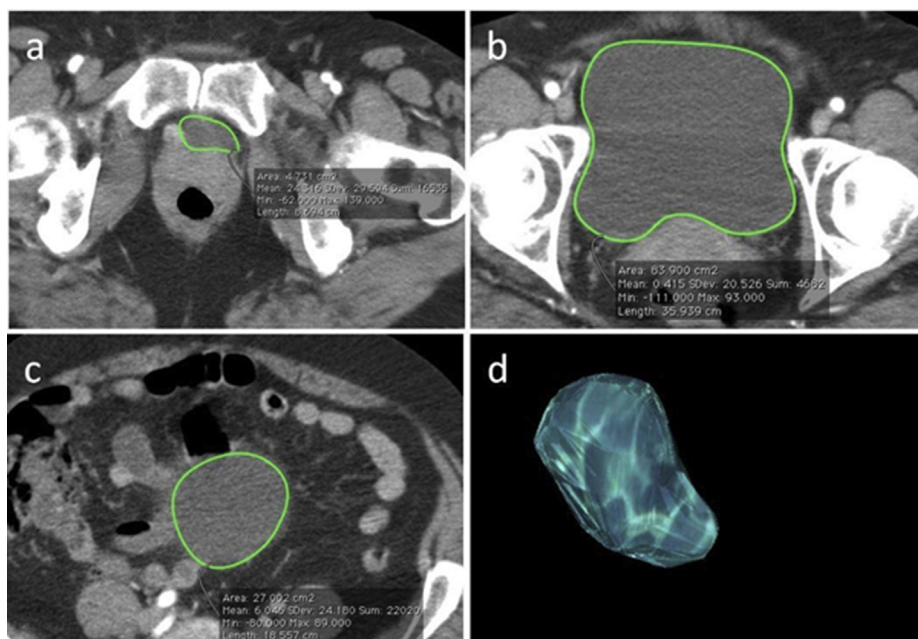 a
Area: 4.731 cm2
Mean: 24.316 SDev: 29.594 Sum: 16535
Min: -62.000 Max: 139.000
Length: 8.694 cm
b
Area: 83.900 cm2
Mean: 0.415 SDev: 20.526 Sum: 4682
Min: -111.000 Max: 93.000
Length: 35.939 cm
c
Area: 27.002 cm2
Mean: 6.046 SDev: 24.180 Sum: 22020
Min: -80.000 Max: 89.000
Length: 18.557 cm
d